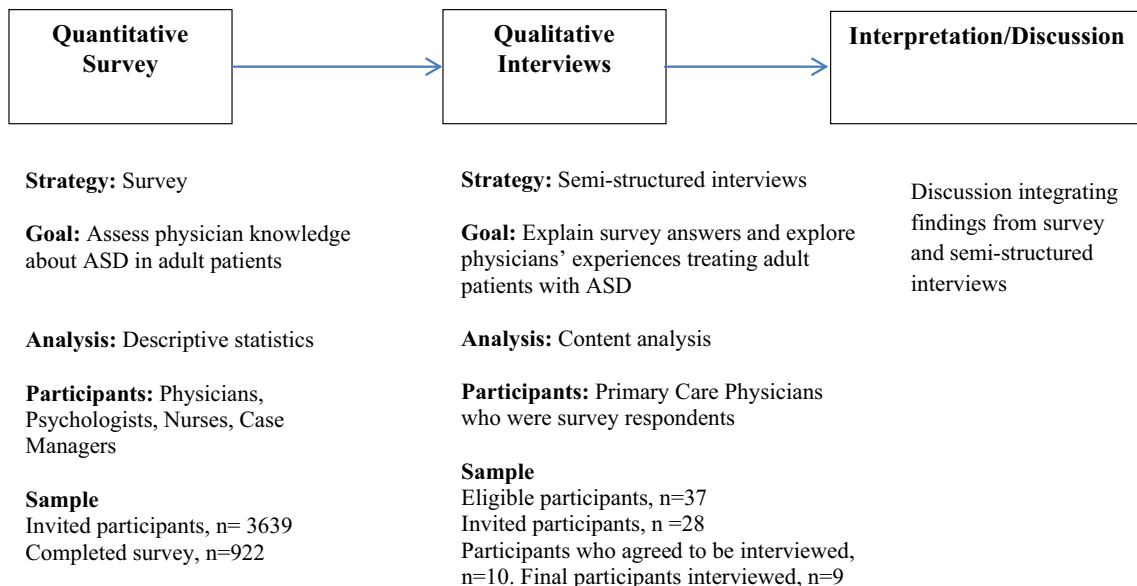 Quantitative
Survey
Qualitative
Interviews
Interpretation/Discussion
Strategy: Survey
Goal: Assess physician knowledge
about ASD in adult patients
Analysis: Descriptive statistics
Participants: Physicians,
Psychologists, Nurses, Case
Managers
Sample
Invited participants, n= 3639
Completed survey, n=922
Strategy: Semi-structured interviews
Goal: Explain survey answers and explore
physicians’ experiences treating adult
patients with ASD
Analysis: Content analysis
Participants: Primary Care Physicians
who were survey respondents
Sample
Eligible participants, n=37
Invited participants, n =28
Participants who agreed to be interviewed,
n=10. Final participants interviewed, n=9
Discussion integrating
findings from survey
and semi-structured
interviews